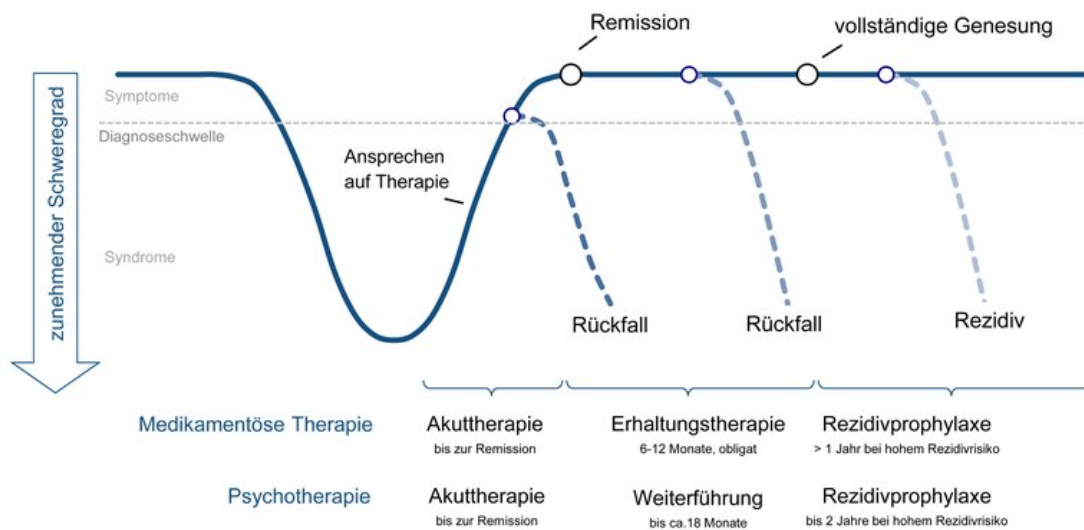 Remission
vollständige Genesung
Symptome
Diagnoseschwelle
Ansprechen
auf Therapie
zunehmender Schweregrad
Syndrome
Rückfall
Rückfall
Rezidiv
Medikamentöse Therapie
Akuttherapie
bis zur Remission
Erhaltungstherapie
6-12 Monate, obligat
Rezidivprophylaxe
> 1 Jahr bei hohem Rezidivrisiko
Psychotherapie
Akuttherapie
bis zur Remission
Weiterführung
bis ca.18 Monate
Rezidivprophylaxe
bis 2 Jahre bei hohem Rezidivrisiko